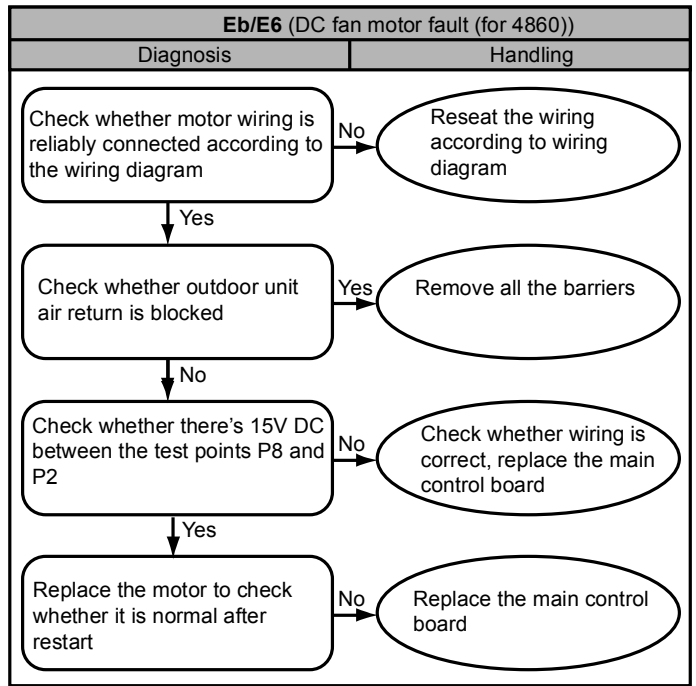 Eb/E6 (DC fan motor fault (for 4860))
Diagnosis
Handling
Check whether motor wiring is
reliably connected according to
the wiring diagram
No
Reseat the wiring
according to wiring
diagram
Yes
Check whether outdoor unit
air return is blocked
Yes
Remove all the barriers
No
Check whether there's 15V DC
between the test points P8 and
P2
No
Check whether wiring is
correct, replace the main
control board
Yes
Replace the motor to check
whether it is normal after
restart
No
Replace the main control
board